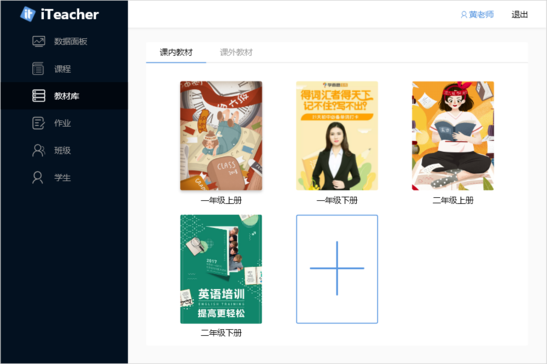 iTeacher
黄老师
退出
数据面板
课程
教材库
作业
班级
学生
课内教材
课外教材
一年级上册
得词汇者得天下
记不住?写不出?
一年级下册
二年级上册
英语培训
ENGLISH TRAINING
提高更轻松
二年级下册